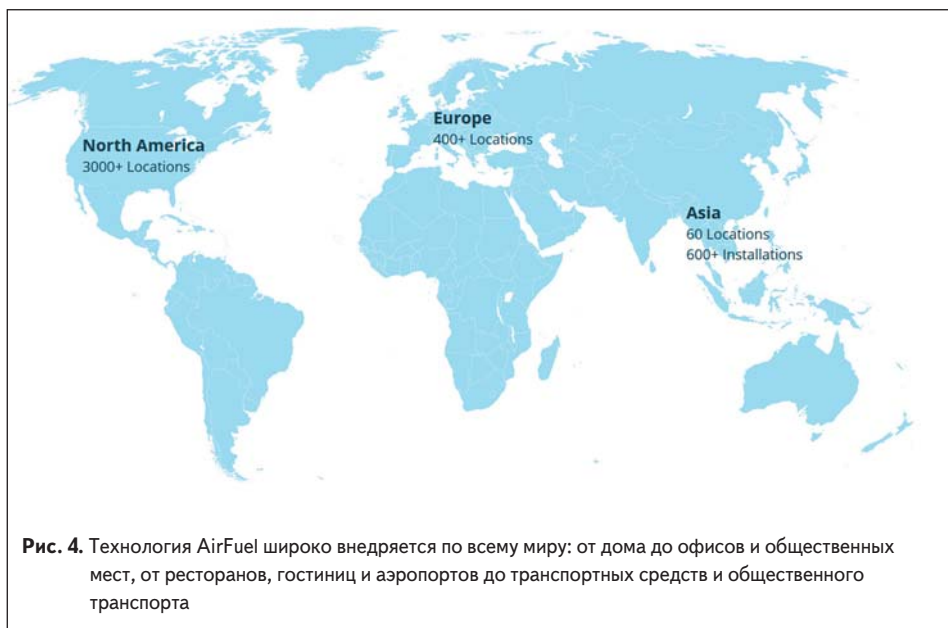 Europe
400+ Locations
North America
3000+ Locations
Asia
60 Locations
600+ Installations
Рис. 4. Технология AirFuel широко внедряется по всему миру: от дома до офисов и общественных
мест, от ресторанов, гостиниц и аэропортов до транспортных средств и общественного
транспорта